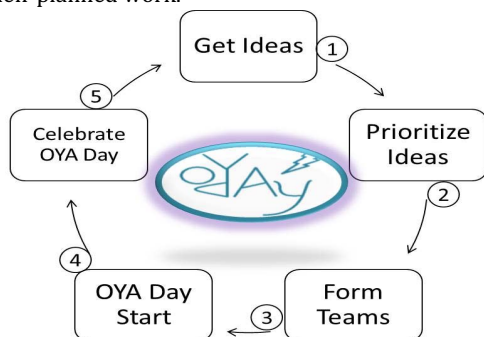 planned work.
Get Ideas
1
Prioritize
Ideas
2
Form
Teams
3
OYA Day
Start
4
Celebrate
OYA Day
5